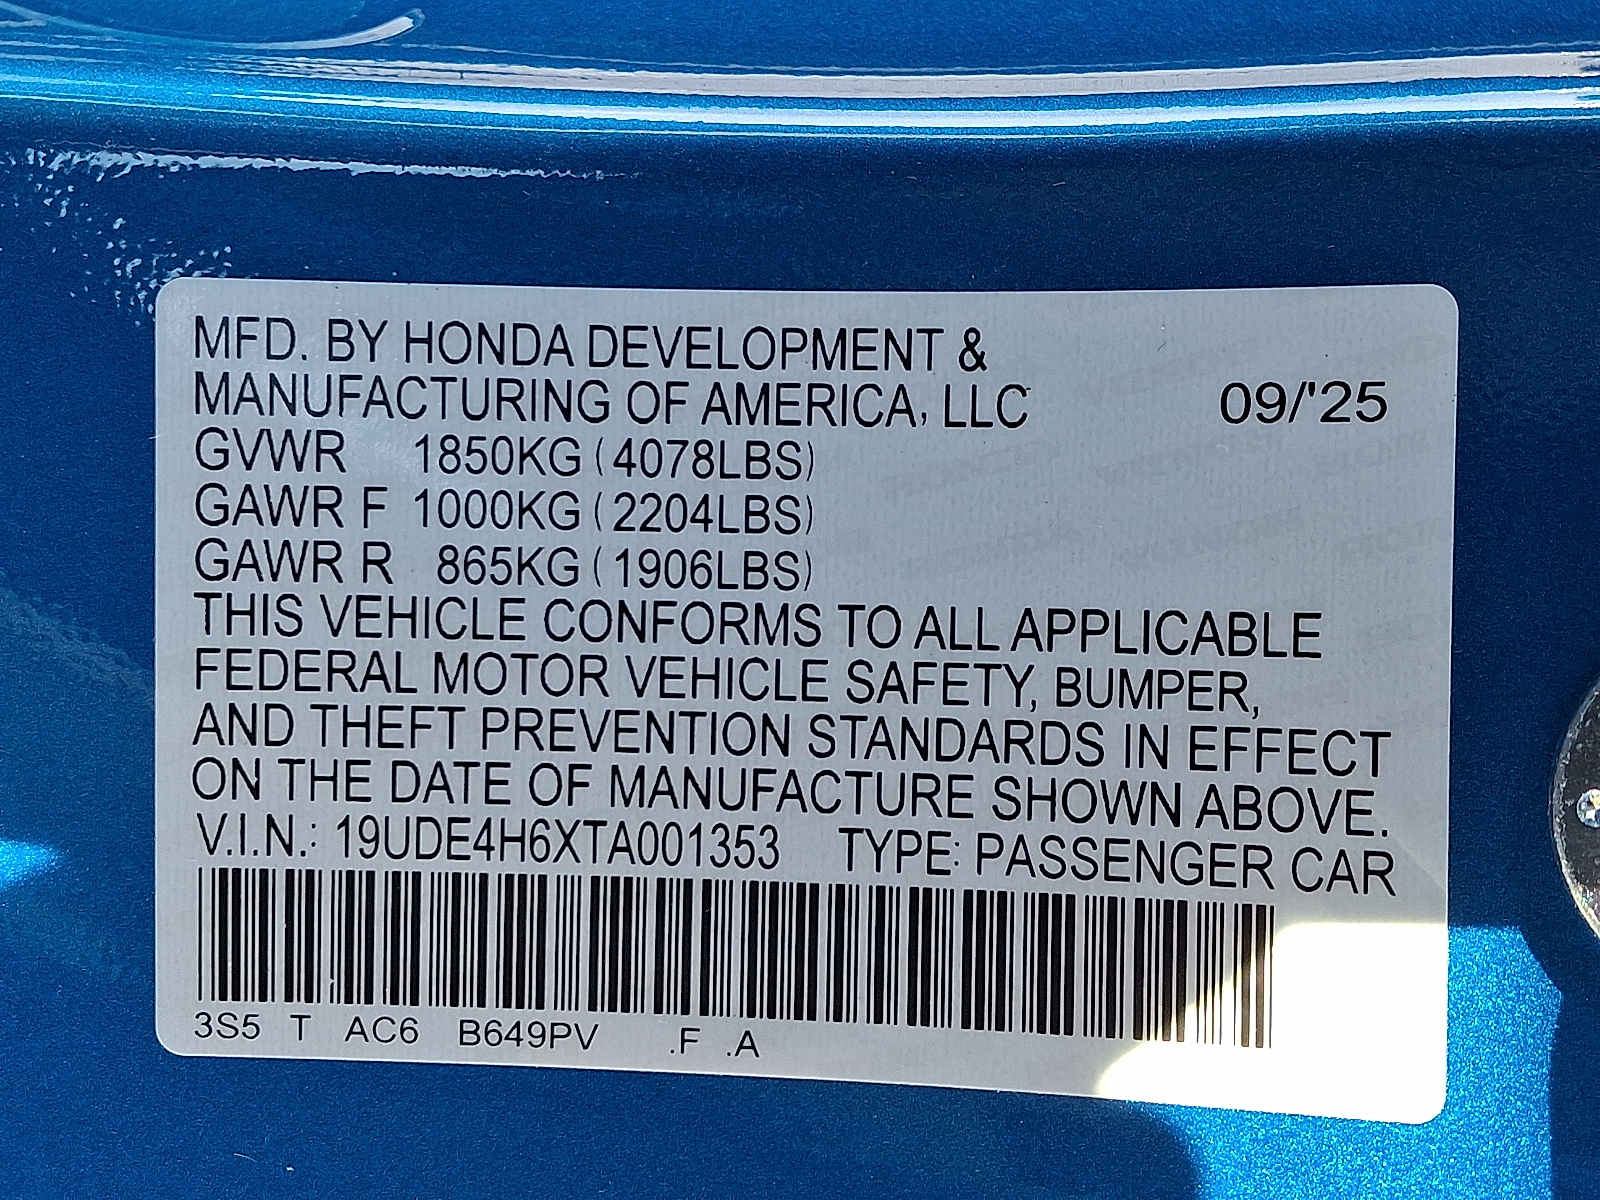 MFD. BY HONDA DEVELOPMENT &
MANUFACTURING OF AMERICA, LLC 09/'25
GVWR 1850KG (4078LBS)
GAWR F 1000KG (2204LBS)
GAWR R 865KG (1906LBS)
THIS VEHICLE CONFORMS TO ALL APPLICABLE
FEDERAL MOTOR VEHICLE SAFETY, BUMPER,
AND THEFT PREVENTION STANDARDS IN EFFECT
ON THE DATE OF MANUFACTURE SHOWN ABOVE.
V.I.N.: 19UDE4H6XTA001353 TYPE: PASSENGER CAR
3S5 T AC6 B649PV .F .A